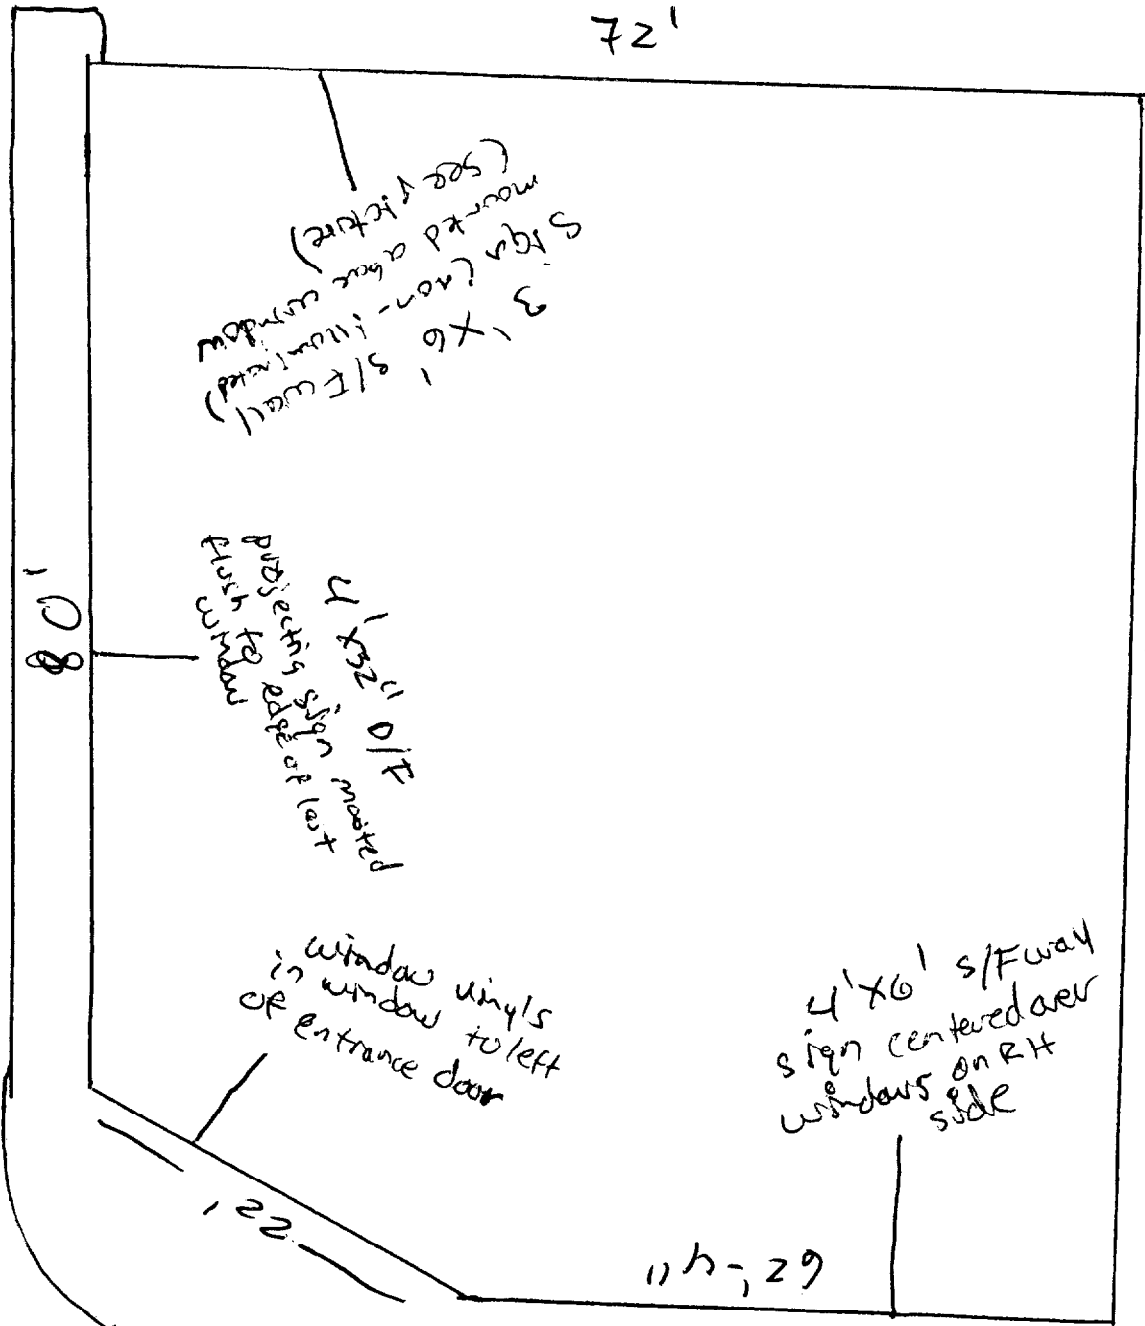 72'
3'x6' S/F wall
Sign (non-illuminated)
mounted above window
(see picture)
80'
4'x32" D/F
projecting sign mounted
flush to edge of last
window
window vinyls
in window to left
of entrance door
4'x6' S/F wall
sign centered over
windows on RH
side
22'
62'-4"